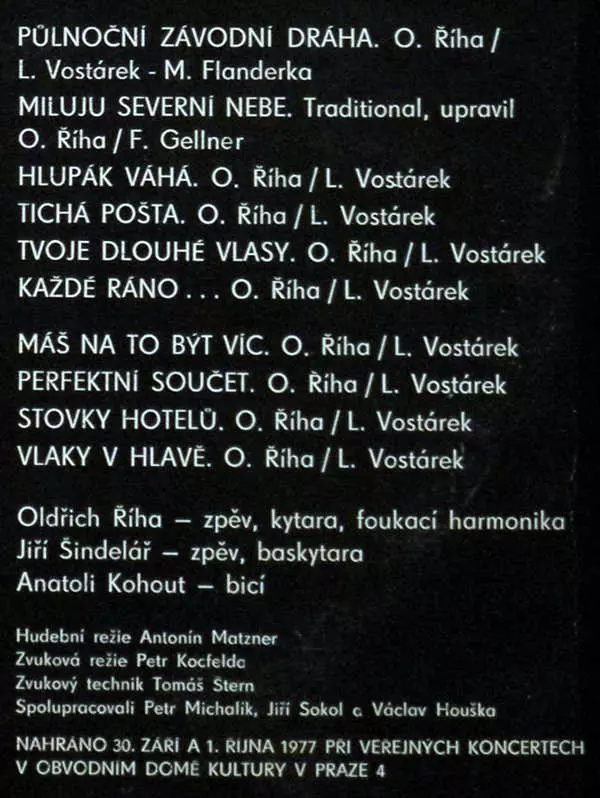 PŮLNOČNÍ ZÁVODNÍ DRÁHA. O. Říha /
L. Vostárek - M. Flanderka
MILUJU SEVERNÍ NEBE. Traditional, upravil
O. Říha / F. Gellner
HLUPÁK VÁHÁ. O. Říha / L. Vostárek
TICHÁ POŠTA. O. Říha / L. Vostárek
TVOJE DLOUHÉ VLASY. O. Říha / L. Vostárek
KAŽDÉ RÁNO ... O. Říha / L. Vostárek
MÁŠ NA TO BÝT VÍC. O. Říha / L. Vostárek
PERFEKTNÍ SOUČET. O. Říha / L. Vostárek
STOVKY HOTELŮ. O. Říha / L. Vostárek
VLAKY V HLAVĚ. O. Říha / L. Vostárek
Oldřich Říha – zpěv, kytara, foukací harmonika
Jiří Šindelář – zpěv, baskytara
Anatoli Kohout – bicí
Hudební režie Antonín Matzner
Zvuková režie Petr Kocfelda
Zvukový technik Tomáš Štern
Spolupracovali Petr Michalík, Jiří Sokol a Václav Houška
NAHRÁNO 30. ZÁŘÍ A 1. ŘÍJNA 1977 PŘI VEŘEJNÝCH KONCERTECH
V OBVODNÍM DOMĚ KULTURY V PRAZE 4